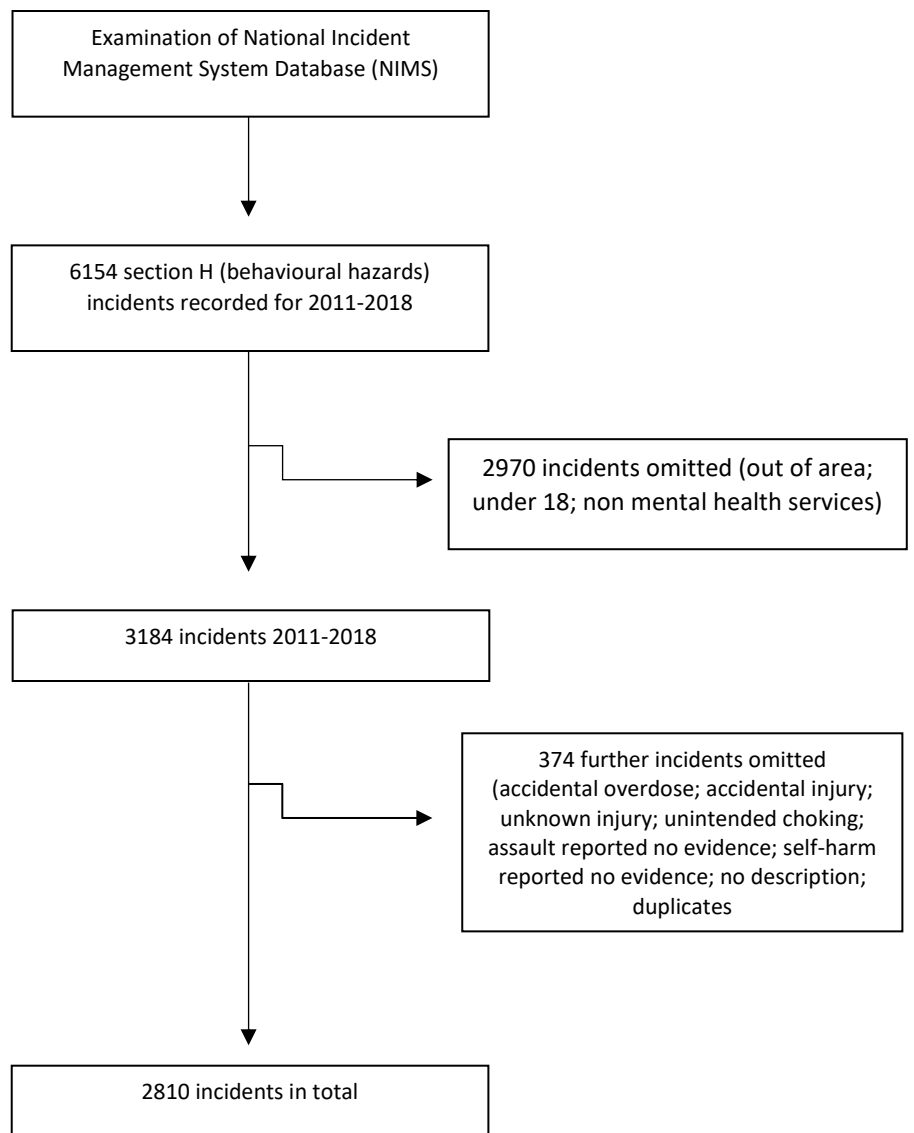 Examination of National Incident
Management System Database (NIMS)
6154 section H (behavioural hazards)
incidents recorded for 2011-2018
2970 incidents omitted (out of area;
under 18; non mental health services)
3184 incidents 2011-2018
374 further incidents omitted
(accidental overdose; accidental injury;
unknown injury; unintended choking;
assault reported no evidence; self-harm
reported no evidence; no description;
duplicates
2810 incidents in total